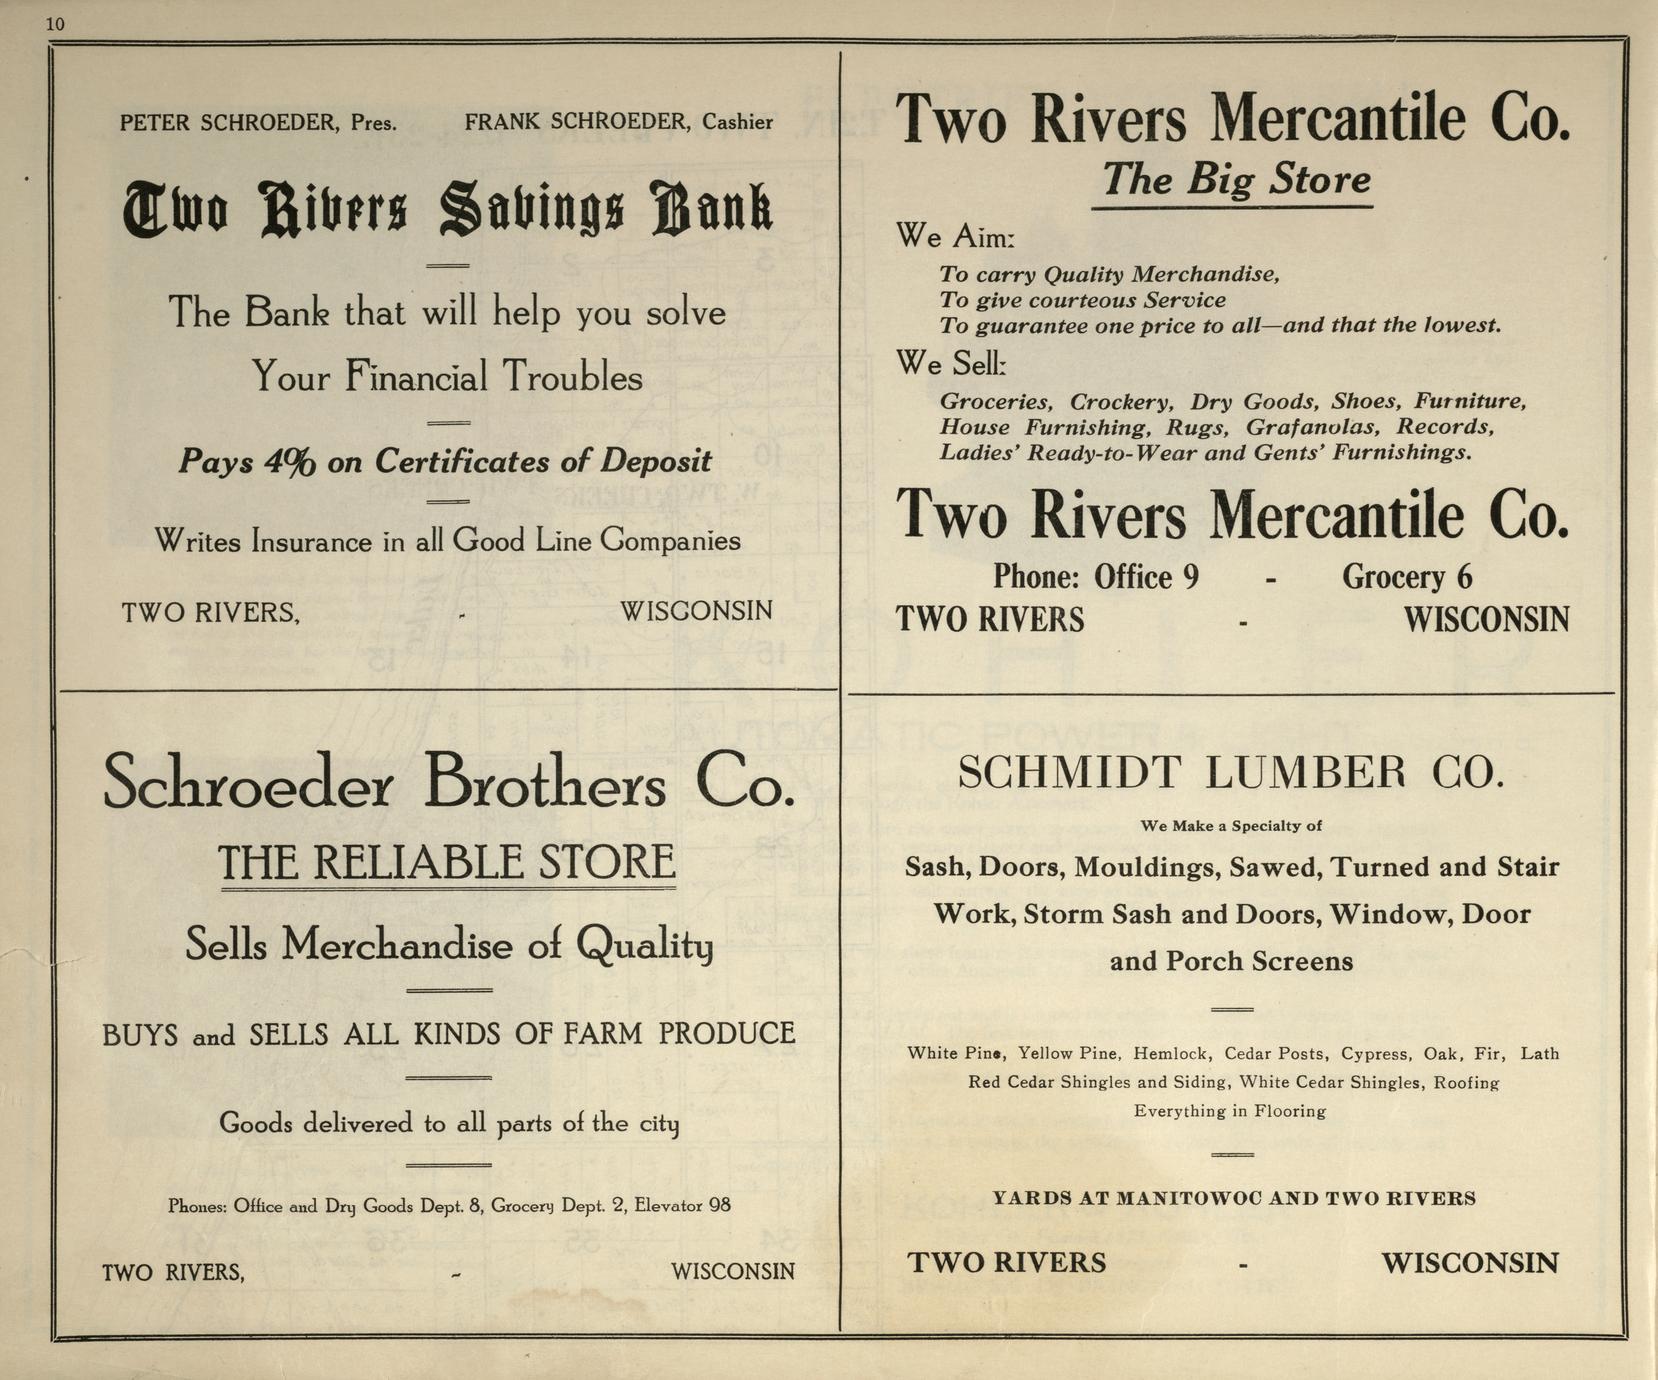 10
PETER SCHROEDER, Pres. FRANK SCHROEDER, Cashier
Two Rivers Savings Bank
The Bank that will help you solve
Your Financial Troubles
Pays 4% on Certificates of Deposit
Writes Insurance in all Good Line Companies
TWO RIVERS, - WISCONSIN
Two Rivers Mercantile Co.
The Big Store
We Aim:
To carry Quality Merchandise,
To give courteous Service
To guarantee one price to all—and that the lowest.
We Sell:
Groceries, Crockery, Dry Goods, Shoes, Furniture,
House Furnishing, Rugs, Grafanolas, Records,
Ladies' Ready-to-Wear and Gents' Furnishings.
Two Rivers Mercantile Co.
Phone: Office 9 - Grocery 6
TWO RIVERS - WISCONSIN
Schroeder Brothers Co.
THE RELIABLE STORE
Sells Merchandise of Quality
BUYS and SELLS ALL KINDS OF FARM PRODUCE
Goods delivered to all parts of the city
Phones: Office and Dry Goods Dept. 8, Grocery Dept. 2, Elevator 98
TWO RIVERS, - WISCONSIN
SCHMIDT LUMBER CO.
We Make a Specialty of
Sash, Doors, Mouldings, Sawed, Turned and Stair
Work, Storm Sash and Doors, Window, Door
and Porch Screens
White Pine, Yellow Pine, Hemlock, Cedar Posts, Cypress, Oak, Fir, Lath
Red Cedar Shingles and Siding, White Cedar Shingles, Roofing
Everything in Flooring
YARDS AT MANITOWOC AND TWO RIVERS
TWO RIVERS - WISCONSIN